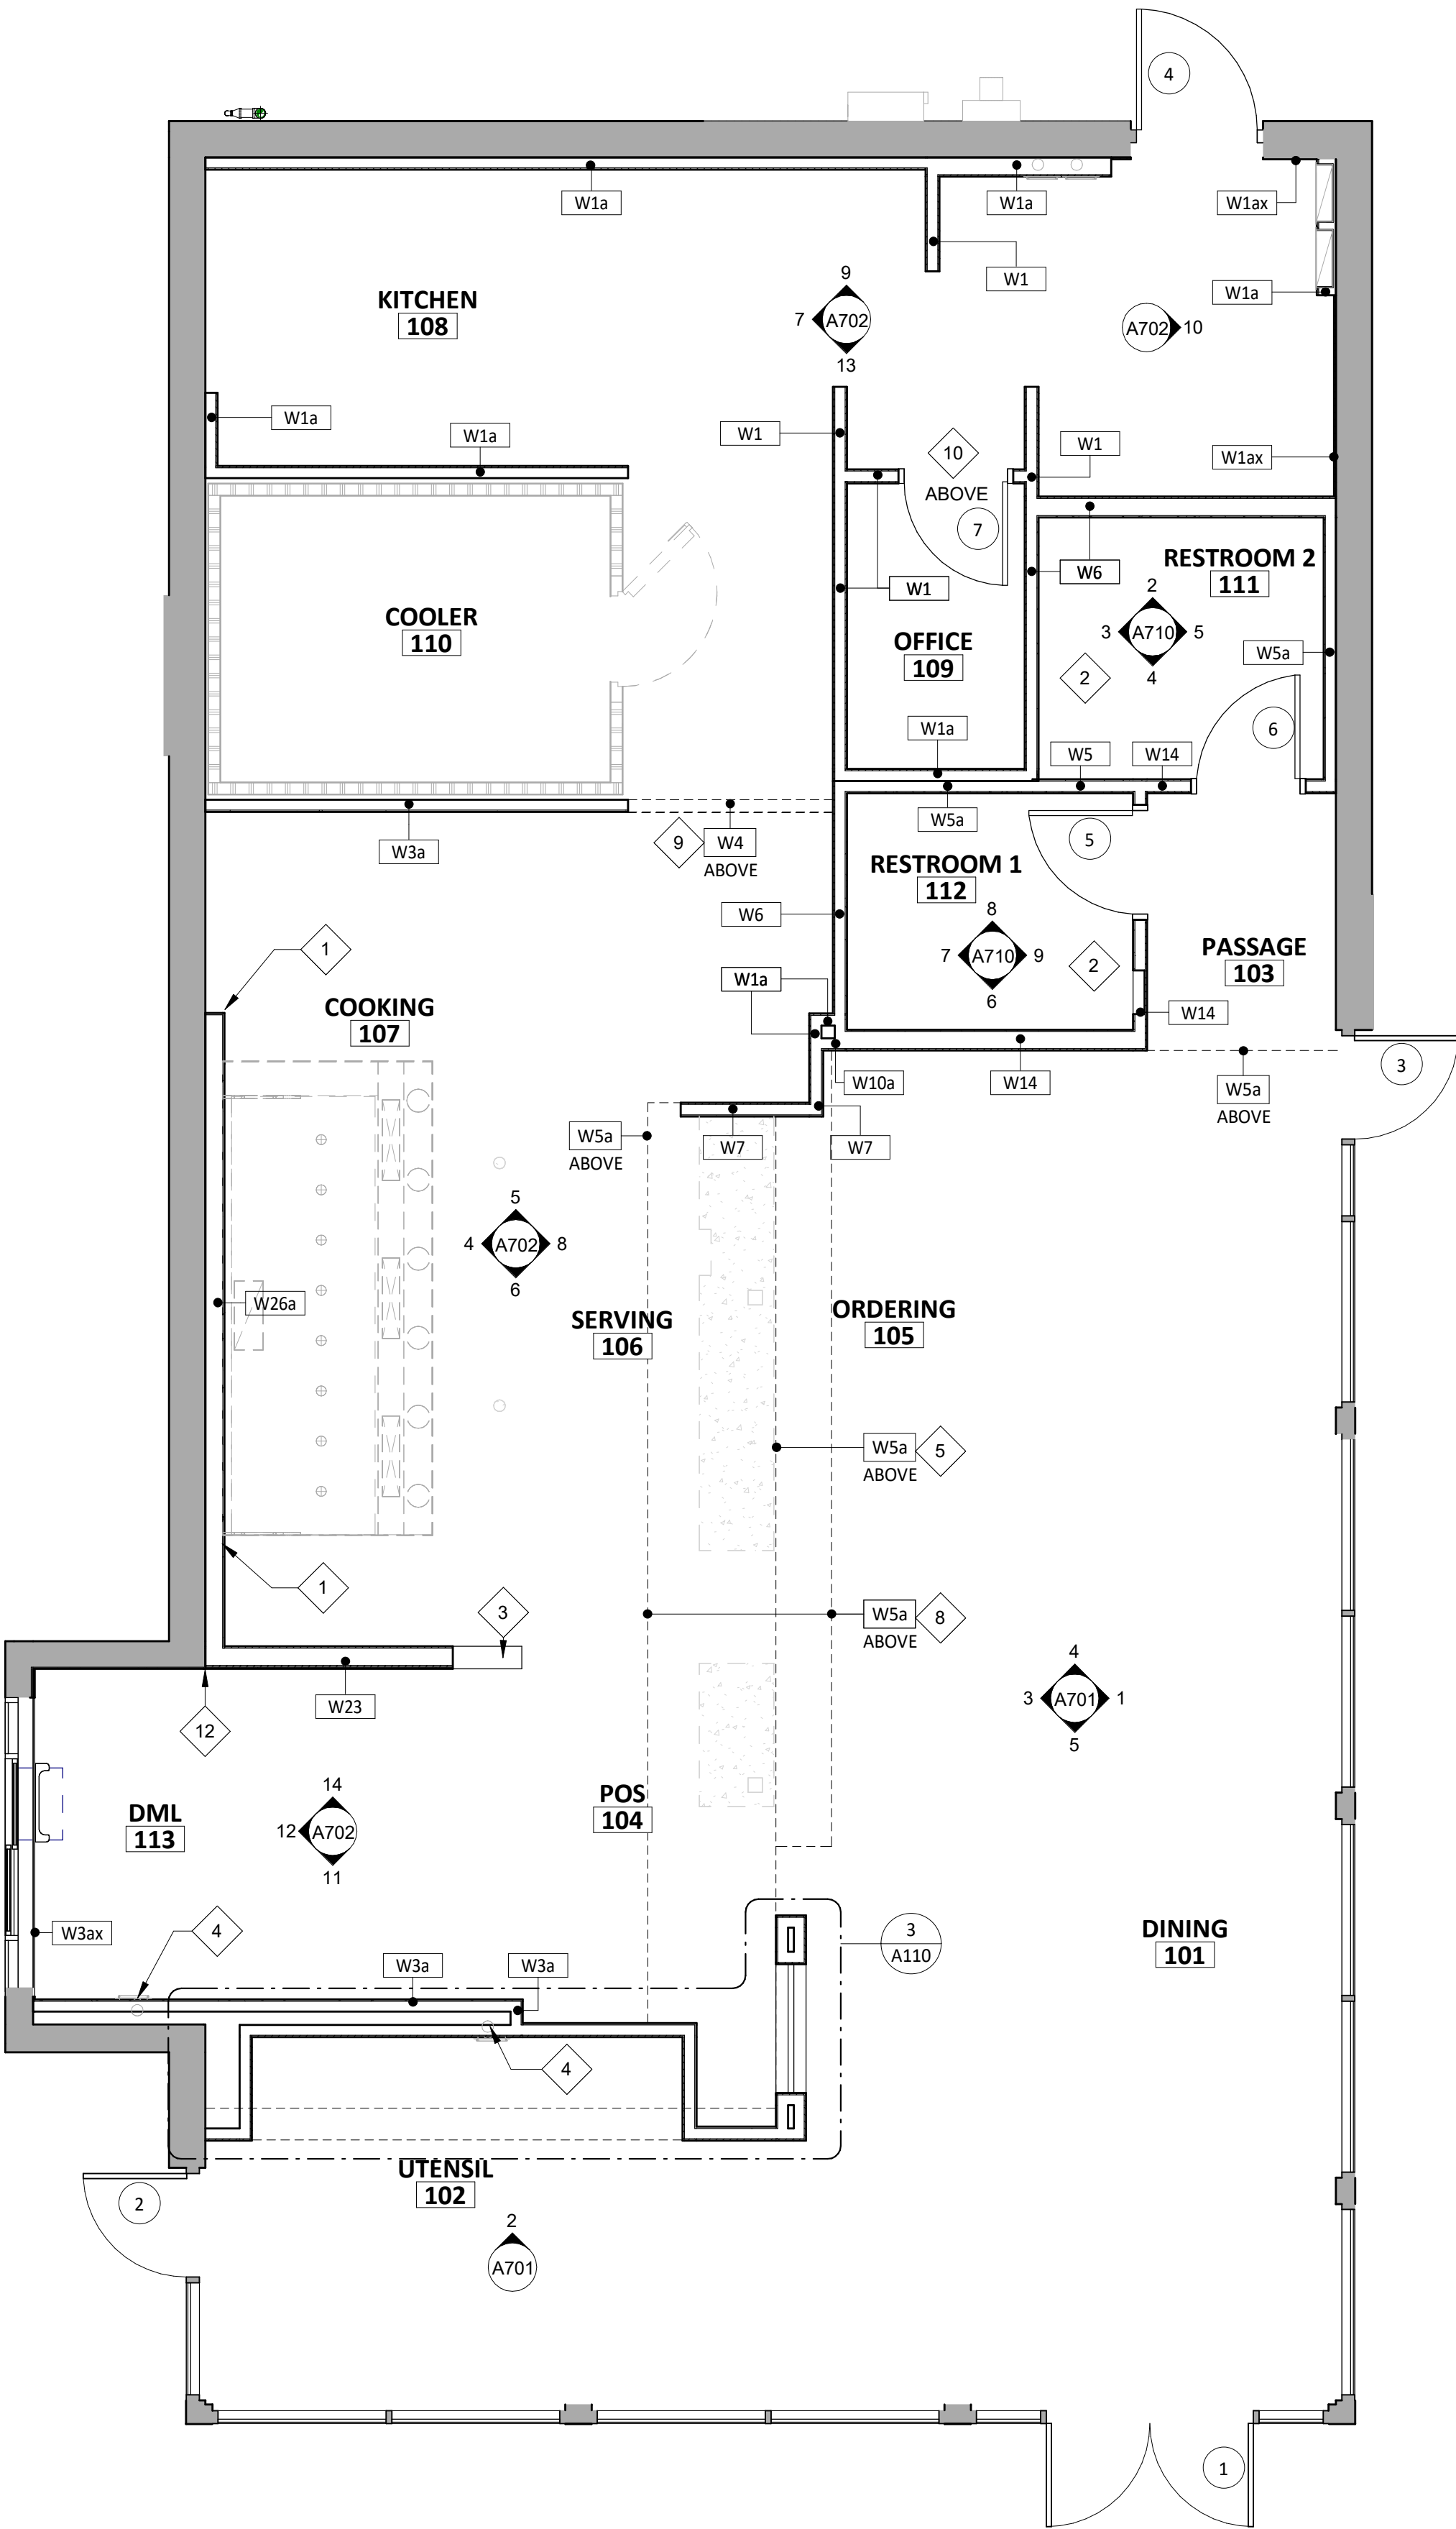 4
W1a
W1a
W1ax
W1
W1a
KITCHEN
108
9
7
A702
13
A702
10
W1a
W1a
W1
10
ABOVE
W1
W1ax
7
COOLER
110
W1
W6
RESTROOM 2
111
2
3
A710
5
4
OFFICE
109
W5a
2
6
W1a
W5
W14
W3a
9
W4
ABOVE
W5a
5
RESTROOM 1
112
W6
8
7
A710
9
6
2
PASSAGE
103
1
COOKING
107
W1a
W14
W10a
W14
W5a
ABOVE
3
W5a
ABOVE
W7
W7
5
4
A702
8
6
W26a
SERVING
106
ORDERING
105
W5a
ABOVE
5
1
3
W5a
ABOVE
8
W23
12
4
3
A701
1
5
DML
113
14
12
A702
11
POS
104
W3ax
4
W3a
W3a
3
A110
DINING
101
4
UTENSIL
102
2
2
A701
1